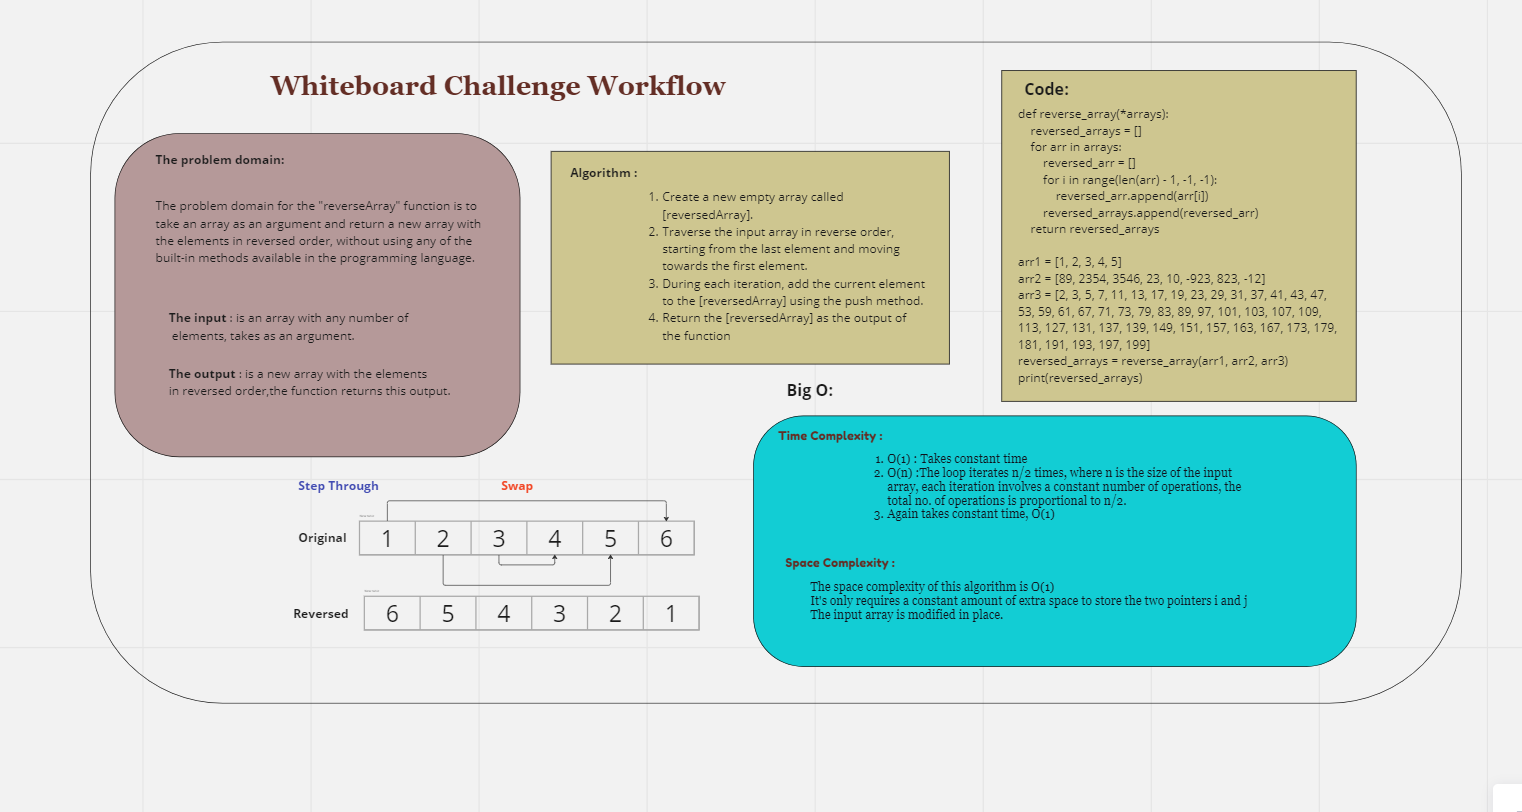 Whiteboard Challenge Workflow
The problem domain:
The problem domain for the "reverseArray" function is to
take an array as an argument and return a new array with
the elements in reversed order, without using any of the
built-in methods available in the programming language.
The input : is an array with any number of
elements, takes as an argument.
The output : is a new array with the elements
in reversed order,the function returns this output.
Algorithm :
1. Create a new empty array called
[reversedArray].
2. Traverse the input array in reverse order,
starting from the last element and moving
towards the first element.
3. During each iteration, add the current element
to the [reversedArray] using the push method.
4. Return the [reversedArray] as the output of
the function
Code:
def reverse_array(*arrays):
reversed_arrays = []
for arr in arrays:
reversed_arr = []
for i in range(len(arr) - 1, -1, -1):
reversed_arr.append(arr[i])
reversed_arrays.append(reversed_arr)
return reversed_arrays
arr1 = [1, 2, 3, 4, 5]
arr2 = [89, 2354, 3546, 23, 10, -923, 823, -12]
arr3 = [2, 3, 5, 7, 11, 13, 17, 19, 23, 29, 31, 37, 41, 43, 47,
53, 59, 61, 67, 71, 73, 79, 83, 89, 97, 101, 103, 107, 109,
113, 127, 131, 137, 139, 149, 151, 157, 163, 167, 173, 179,
181, 191, 193, 197, 199]
reversed_arrays = reverse_array(arr1, arr2, arr3)
print(reversed_arrays)
Big O:
Time Complexity :
1. O(1) : Takes constant time
2. O(n) :The loop iterates n/2 times, where n is the size of the input
array, each iteration involves a constant number of operations, the
total no. of operations is proportional to n/2.
3. Again takes constant time, O(1)
Space Complexity :
The space complexity of this algorithm is O(1)
It's only requires a constant amount of extra space to store the two pointers i and j
The input array is modified in place.
Step Through
Swap
Original 1 2 3 4 5 6
Reversed 6 5 4 3 2 1